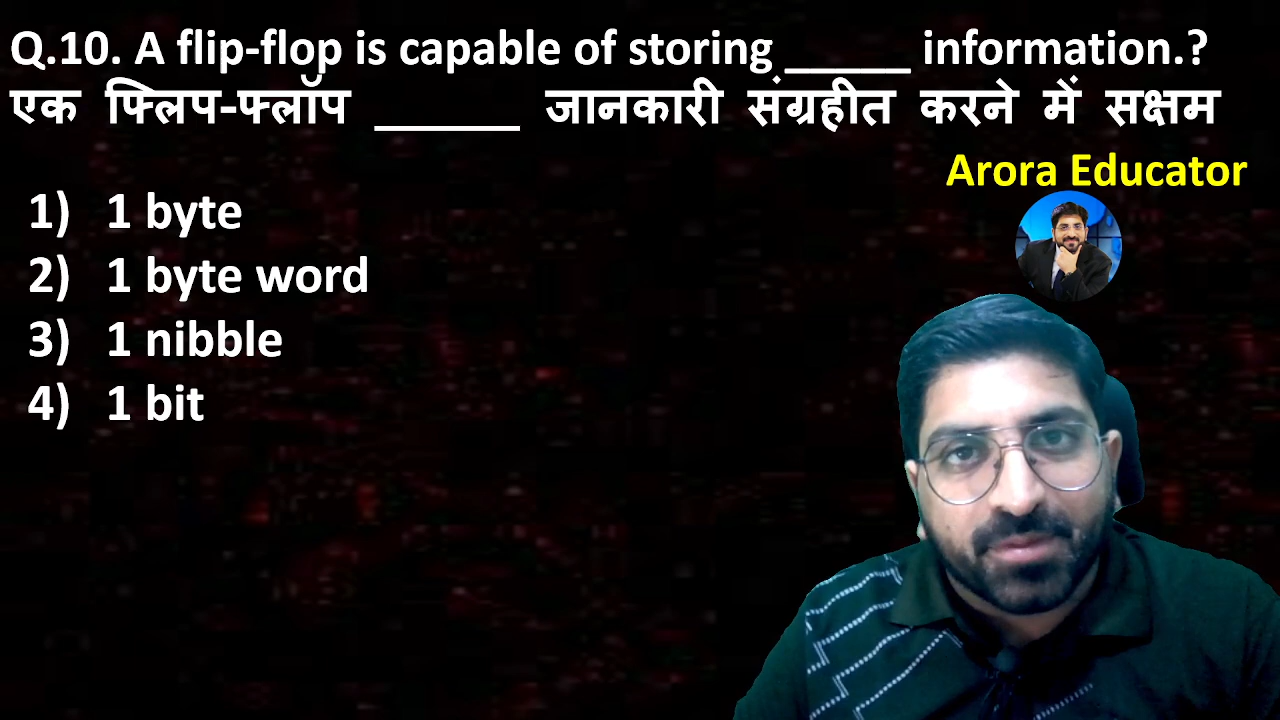 Q.10. A flip-flop is capable of storing _____ information.?
एक फ्लिप-फ्लॉप ______ जानकारी संग्रहीत करने में सक्षम
Arora Educator
1) 1 byte
2) 1 byte word
3) 1 nibble
4) 1 bit